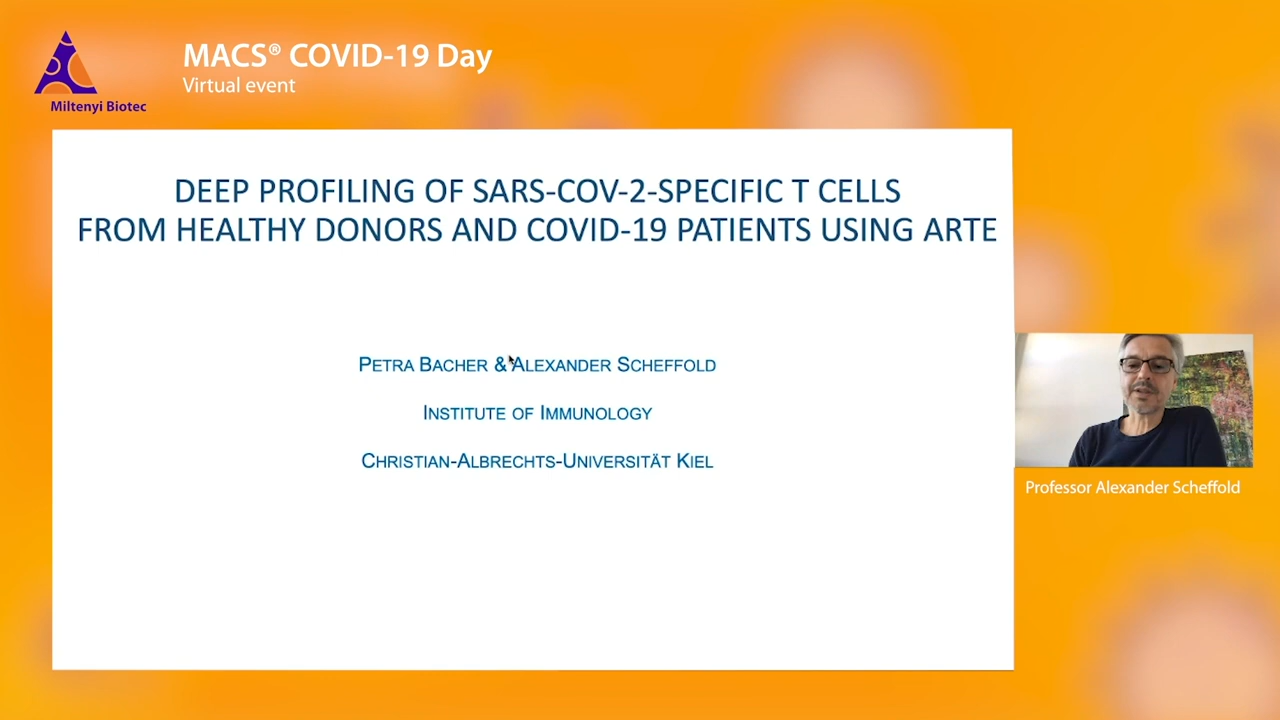 MACS® COVID-19 Day
Virtual event
Miltenyi Biotec
DEEP PROFILING OF SARS-COV-2-SPECIFIC T CELLS
FROM HEALTHY DONORS AND COVID-19 PATIENTS USING ARTE
PETRA BACHER & ALEXANDER SCHEFFOLD
INSTITUTE OF IMMUNOLOGY
CHRISTIAN-ALBRECHTS-UNIVERSITÄT KIEL
Professor Alexander Scheffold